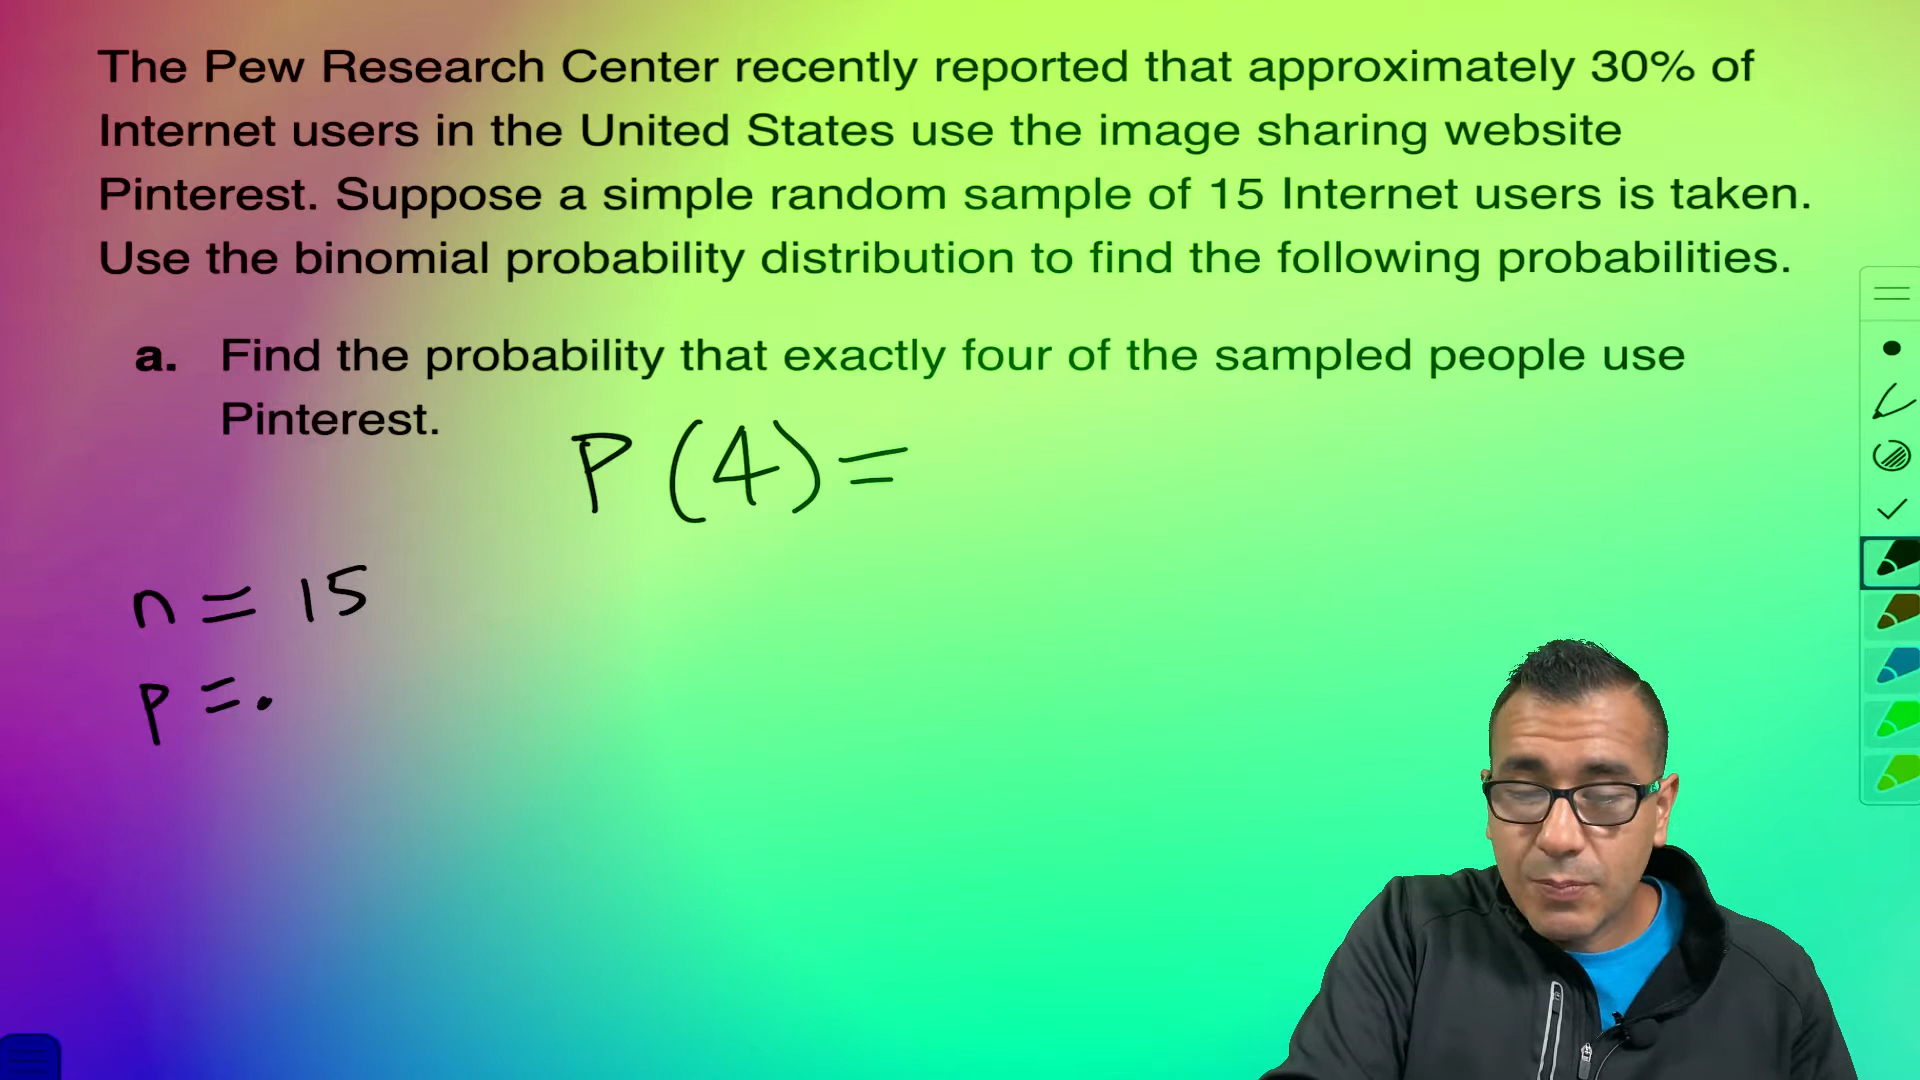 The Pew Research Center recently reported that approximately 30% of
Internet users in the United States use the image sharing website
Pinterest. Suppose a simple random sample of 15 Internet users is taken.
Use the binomial probability distribution to find the following probabilities.
a. Find the probability that exactly four of the sampled people use
Pinterest.
P(4)=
n = 15
p = .